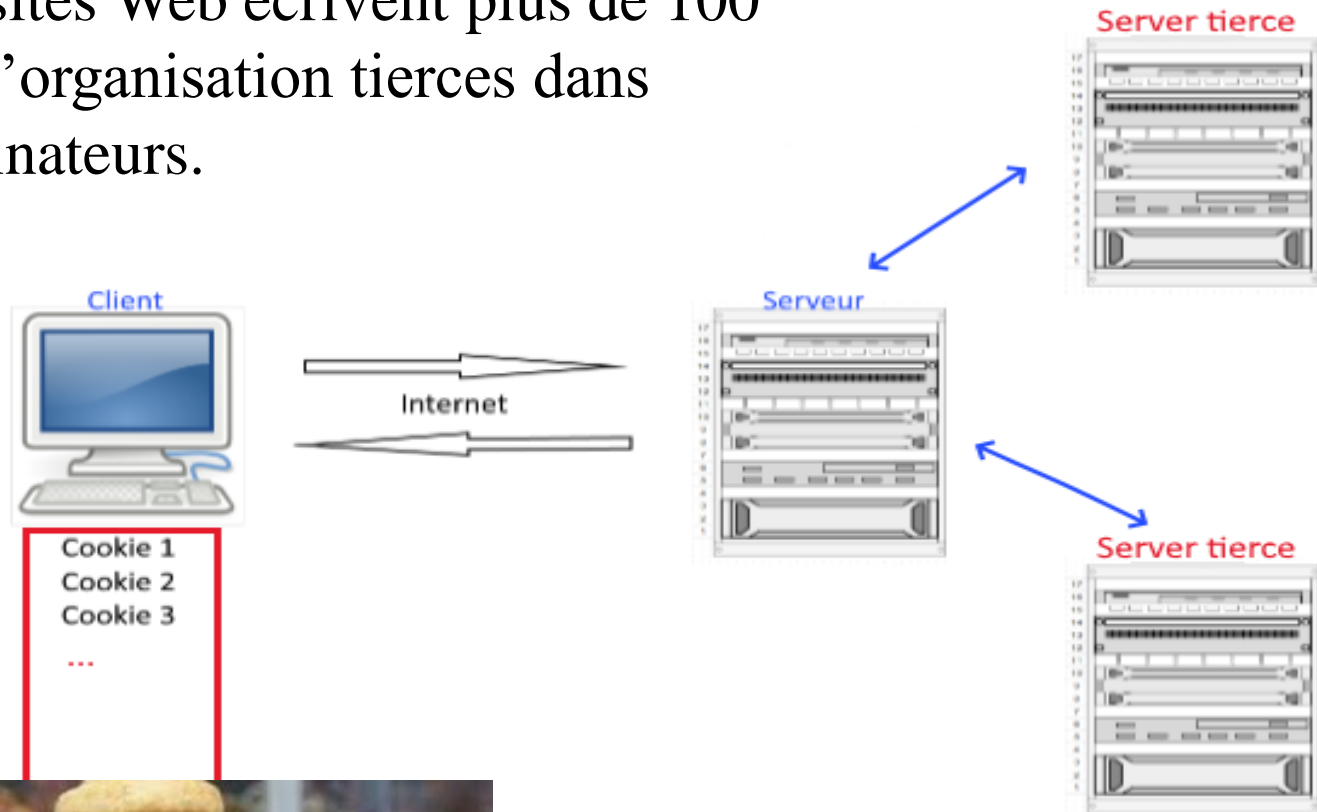 sites Web écrivent plus de 100
l'organisation tierces dans
inateurs.
Server tierce
Client
Serveur
Internet
Cookie 1
Cookie 2
Cookie 3
...
Server tierce